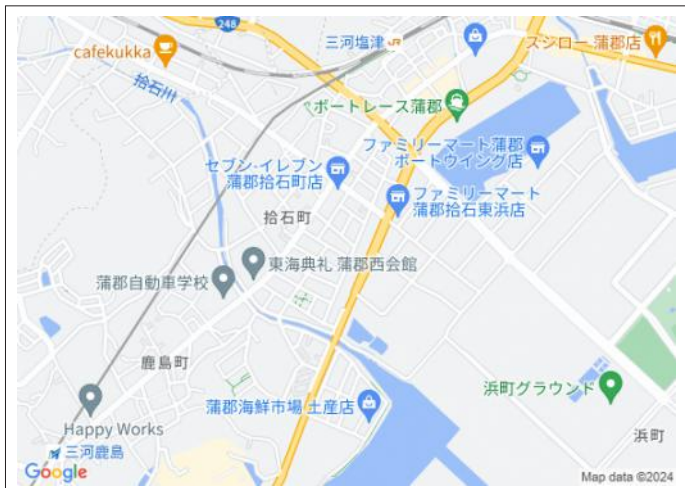 248
三河塩津
JR
スシロー 蒲郡店
cafekukka
拾石川
ボートレース蒲郡
ファミリーマート蒲郡
ボートウイング店
セブン-イレブン
蒲郡拾石町店
ファミリーマート
蒲郡拾石東浜店
拾石町
東海典礼 蒲郡西会館
蒲郡自動車学校
鹿島町
蒲郡海鮮市場 土産店
浜町グラウンド
Happy Works
浜町
三河鹿島
Google
Map data ©2024